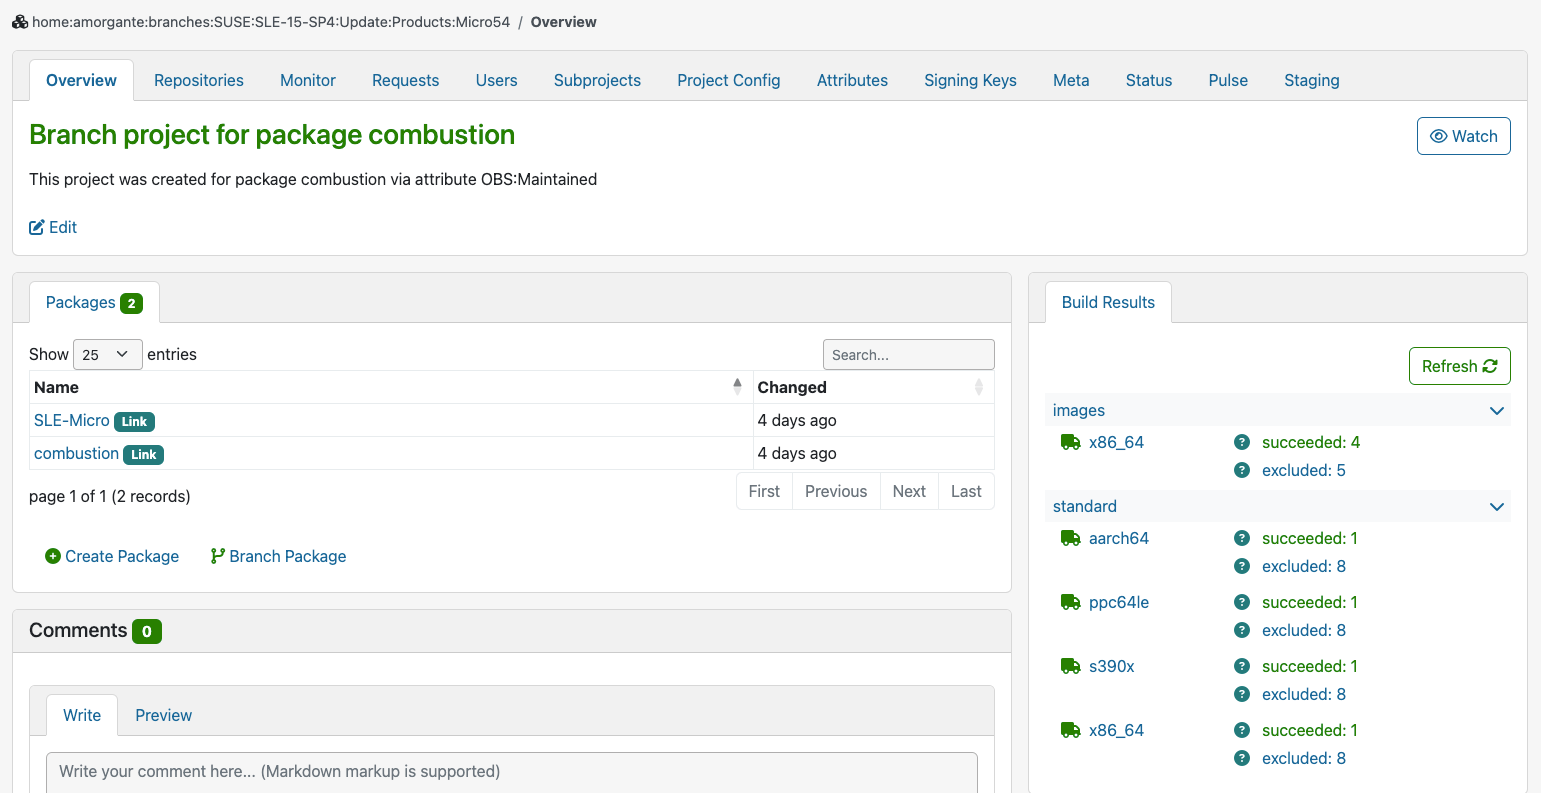 home:amorgante:branches:SUSE:SLE-15-SP4:Update:Products:Micro54 / Overview
Overview Repositories Monitor Requests Users Subprojects Project Config Attributes Signing Keys Meta Status Pulse Staging
Branch project for package combustion
Watch
This project was created for package combustion via attribute OBS:Maintained
Edit
Packages 2
Show 25 entries
Search...
Name Changed
SLE-Micro Link 4 days ago
combustion Link 4 days ago
page 1 of 1 (2 records)
First Previous Next Last
Create Package Branch Package
Comments 0
Write Preview
Write your comment here... (Markdown markup is supported)
Build Results
Refresh
images
x86_64 ? succeeded: 4
? excluded: 5
standard
aarch64 ? succeeded: 1
? excluded: 8
ppc64le ? succeeded: 1
? excluded: 8
s390x ? succeeded: 1
? excluded: 8
x86_64 ? succeeded: 1
? excluded: 8